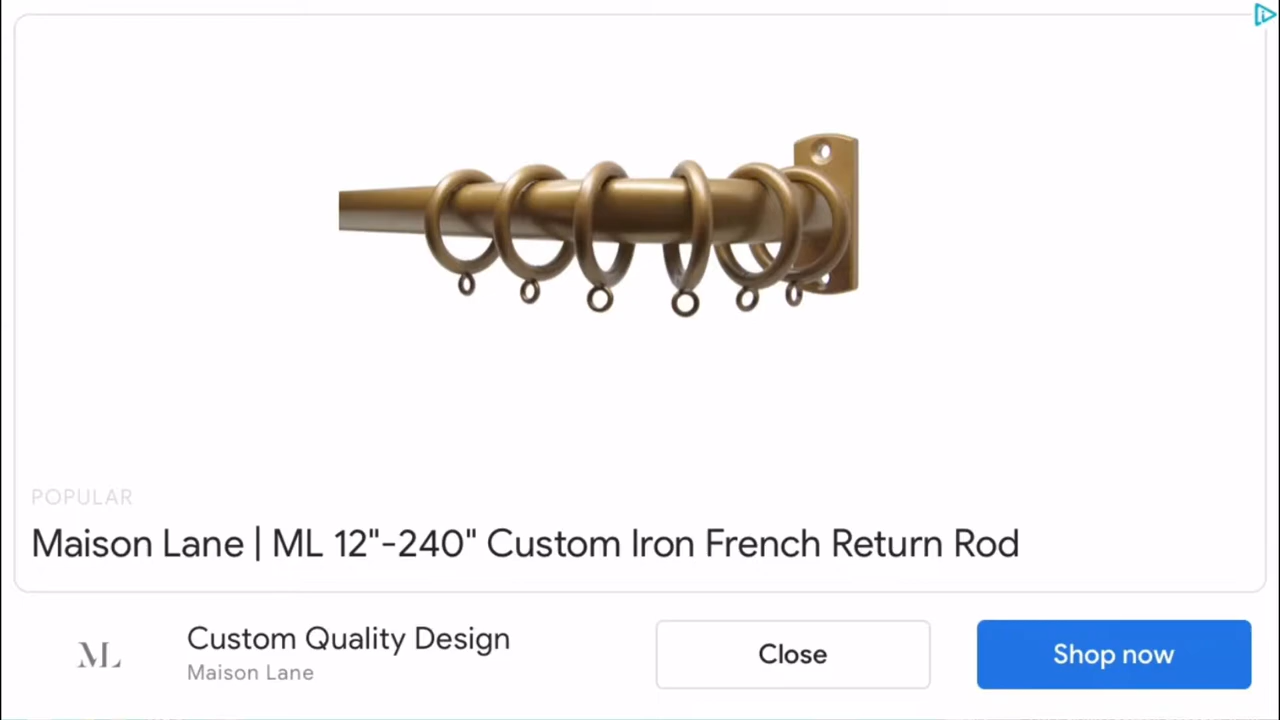 POPULAR
Maison Lane | ML 12"-240" Custom Iron French Return Rod
ML
Custom Quality Design
Maison Lane
Close
Shop now